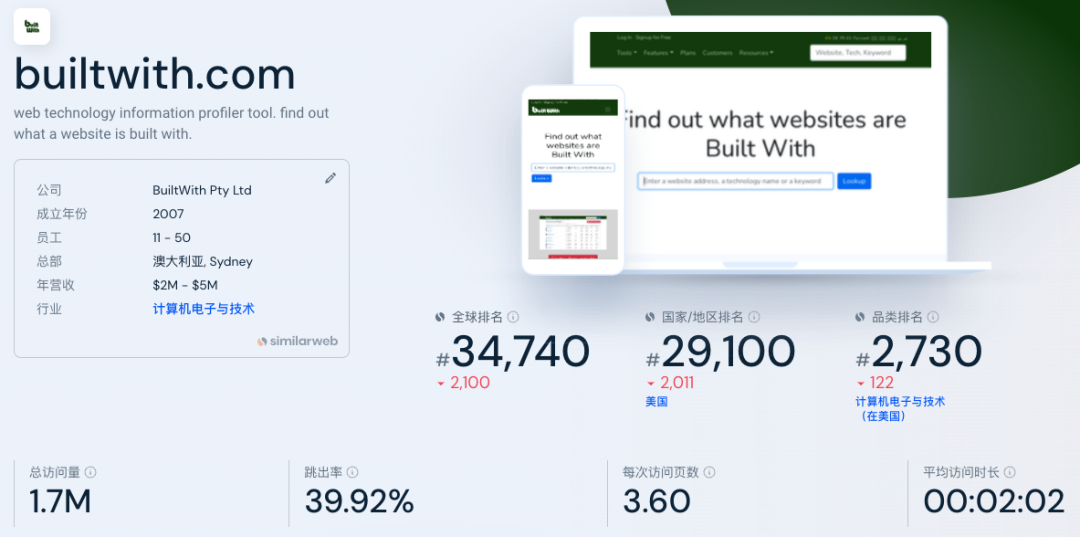 Built
With
builtwith.com
web technology information profiler tool. find out
what a website is built with.
公司 BuiltWith Pty Ltd
成立年份 2007
员工 11 - 50
总部 澳大利亚, Sydney
年营收 $2M - $5M
行业 计算机电子与技术
similarweb
Log In · Signup for Free
Tools Features Plans Customers Resources
Website, Tech, Keyword
ind out what websites are
Built With
Enter a website address, a technology name or a keyword
Lookup
Built With
Find out what
websites are
Built With
全球排名
#34,740
2,100
国家/地区排名
#29,100
2,011
美国
品类排名
#2,730
122
计算机电子与技术
（在美国）
总访问量
1.7M
跳出率
39.92%
每次访问页数
3.60
平均访问时长
00:02:02